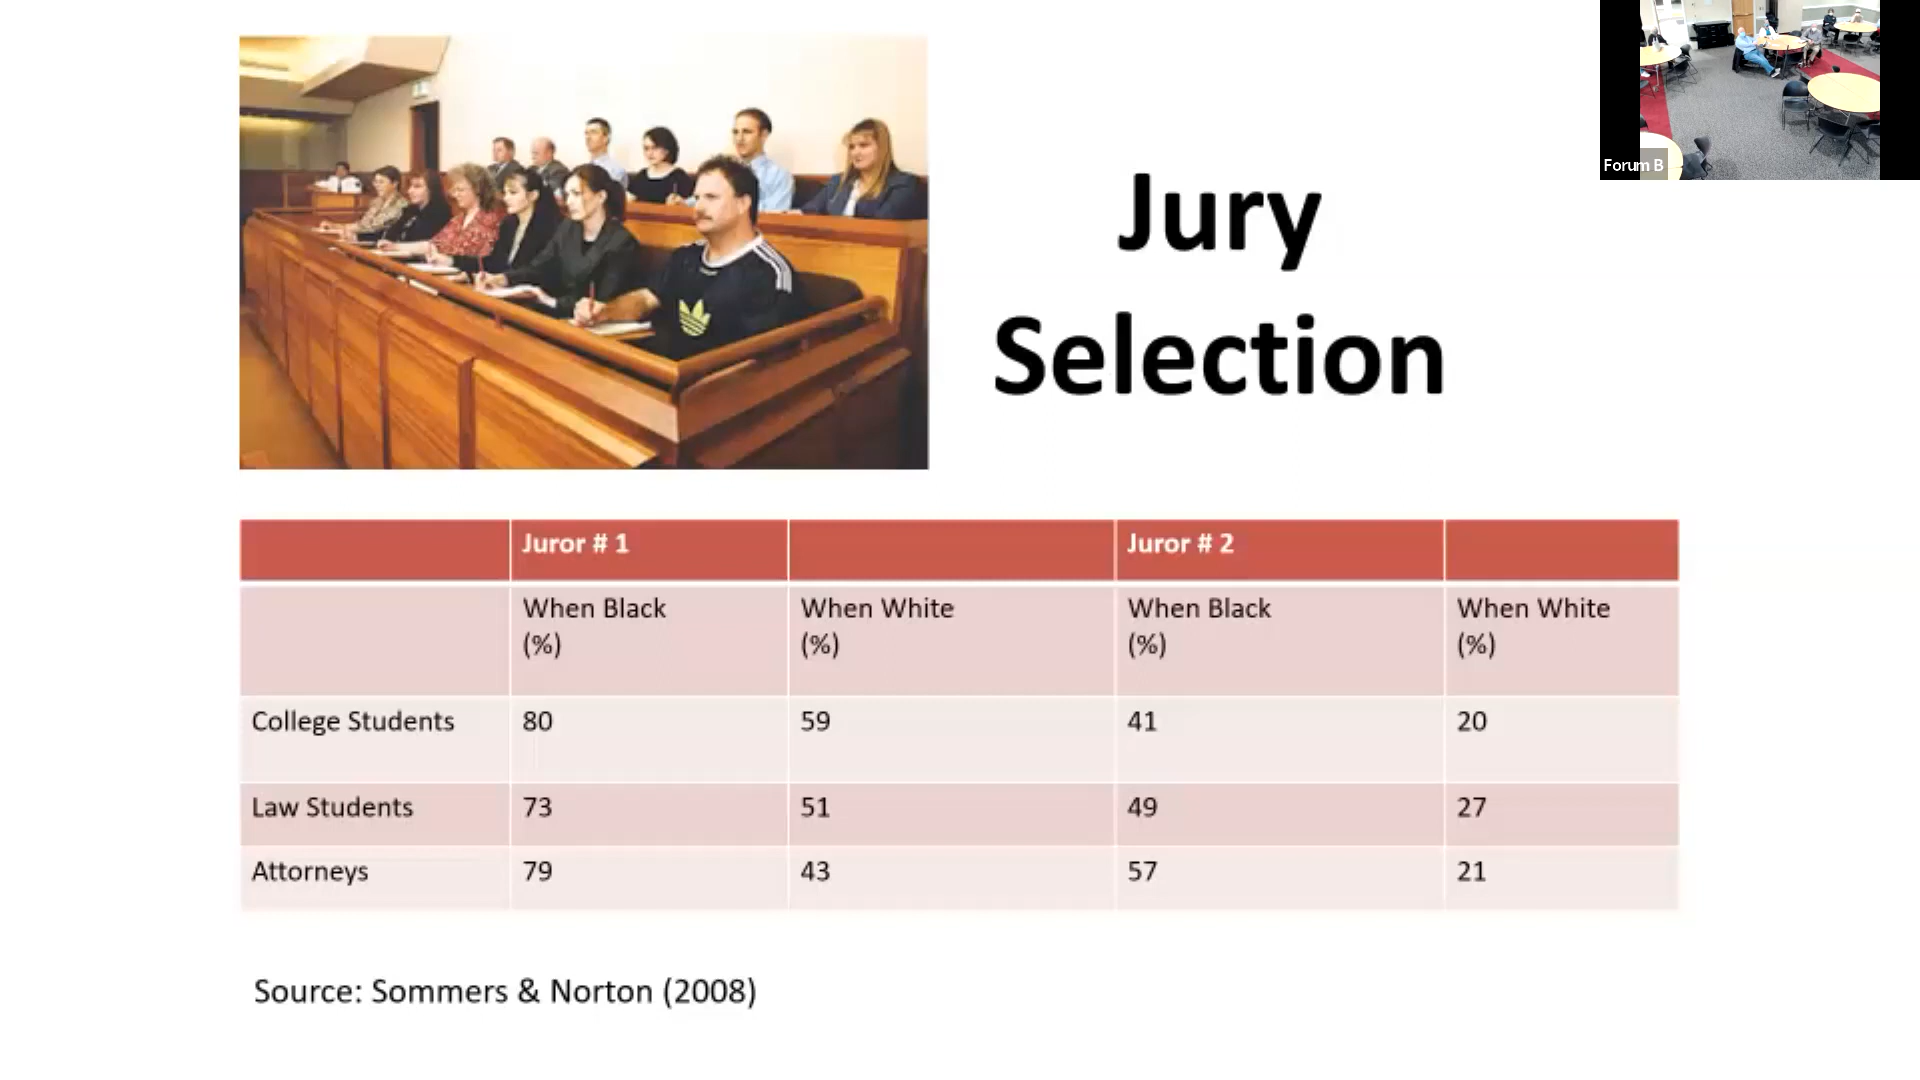 Forum B
Jury
Selection
Juror # 1
Juror # 2
When Black
(%)
When White
(%)
When Black
(%)
When White
(%)
College Students 80 59 41 20
Law Students 73 51 49 27
Attorneys 79 43 57 21
Source: Sommers & Norton (2008)